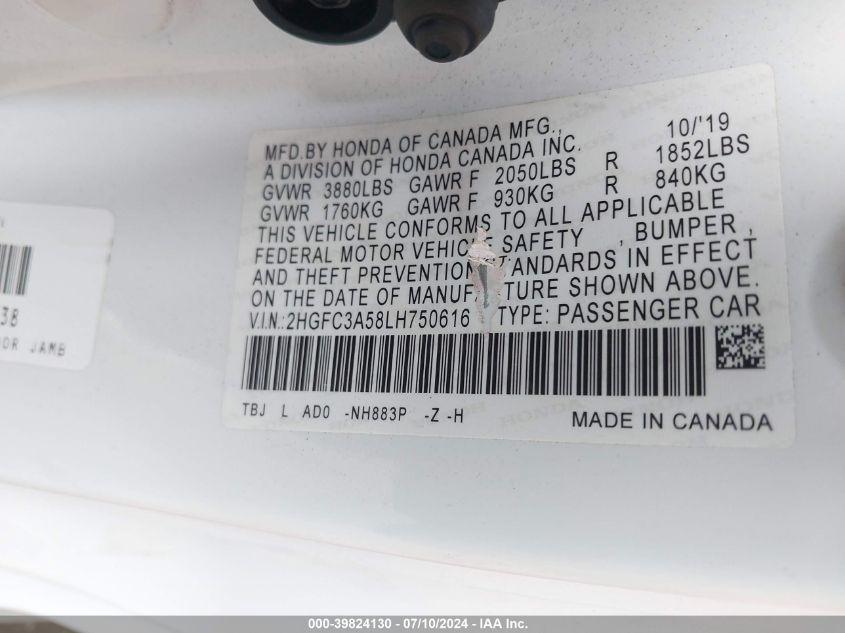 MFD.BY HONDA OF CANADA MFG., 10/'19
A DIVISION OF HONDA CANADA INC.
GVWR 3880LBS GAWR F 2050LBS R 1852LBS
GVWR 1760KG GAWR F 930KG R 840KG
THIS VEHICLE CONFORMS TO ALL APPLICABLE
FEDERAL MOTOR VEHICLE SAFETY , BUMPER ,
AND THEFT PREVENTION STANDARDS IN EFFECT
ON THE DATE OF MANUFACTURE SHOWN ABOVE.
V.I.N.:2HGFC3A58LH750616 TYPE: PASSENGER CAR
TBJ L AD0 -NH883P -Z -H
MADE IN CANADA
38
JAMB
000-39824130 - 07/10/2024 - IAA Inc.